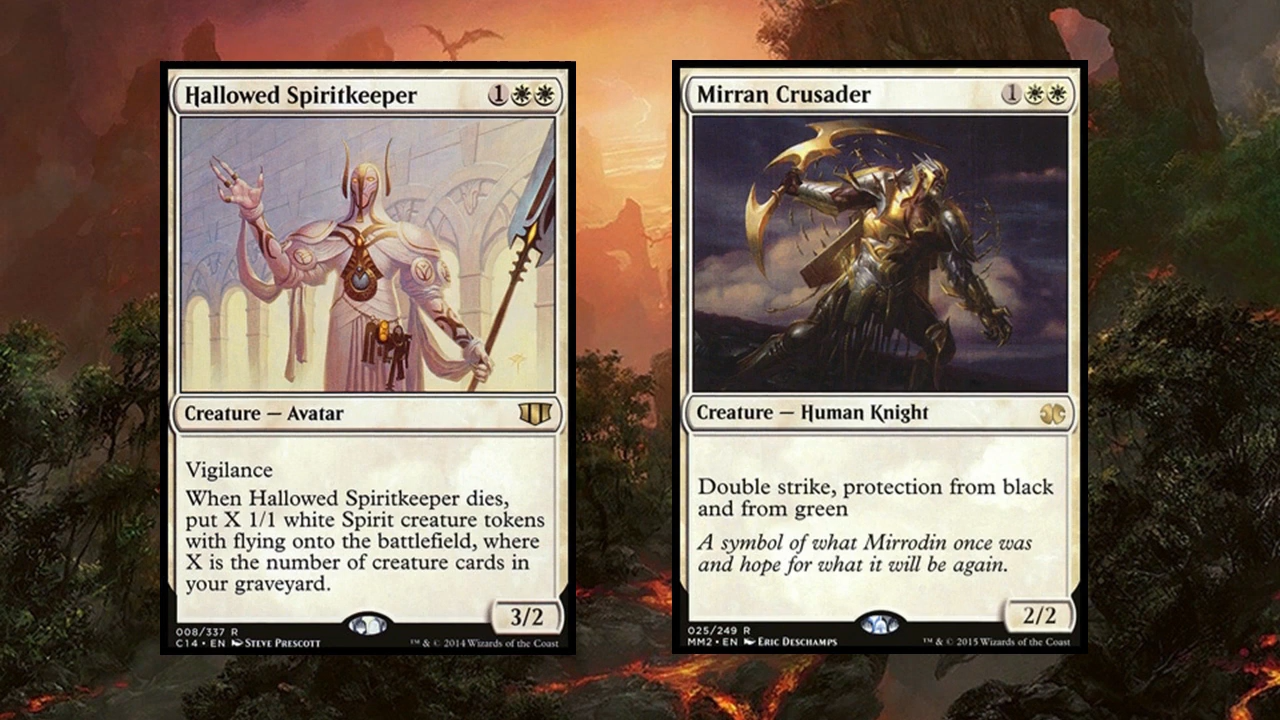 Hallowed Spiritkeeper 1
Creature — Avatar
Vigilance
When Hallowed Spiritkeeper dies,
put X 1/1 white Spirit creature tokens
with flying onto the battlefield, where
X is the number of creature cards in
your graveyard.
3/2
008/337 R
C14 • EN Steve Prescott ™ & © 2014 Wizards of the Coast
Mirran Crusader 1
Creature — Human Knight
Double strike, protection from black
and from green
A symbol of what Mirrodin once was
and hope for what it will be again.
2/2
025/249 R
MM2 • EN Eric Deschamps ™ & © 2015 Wizards of the Coast